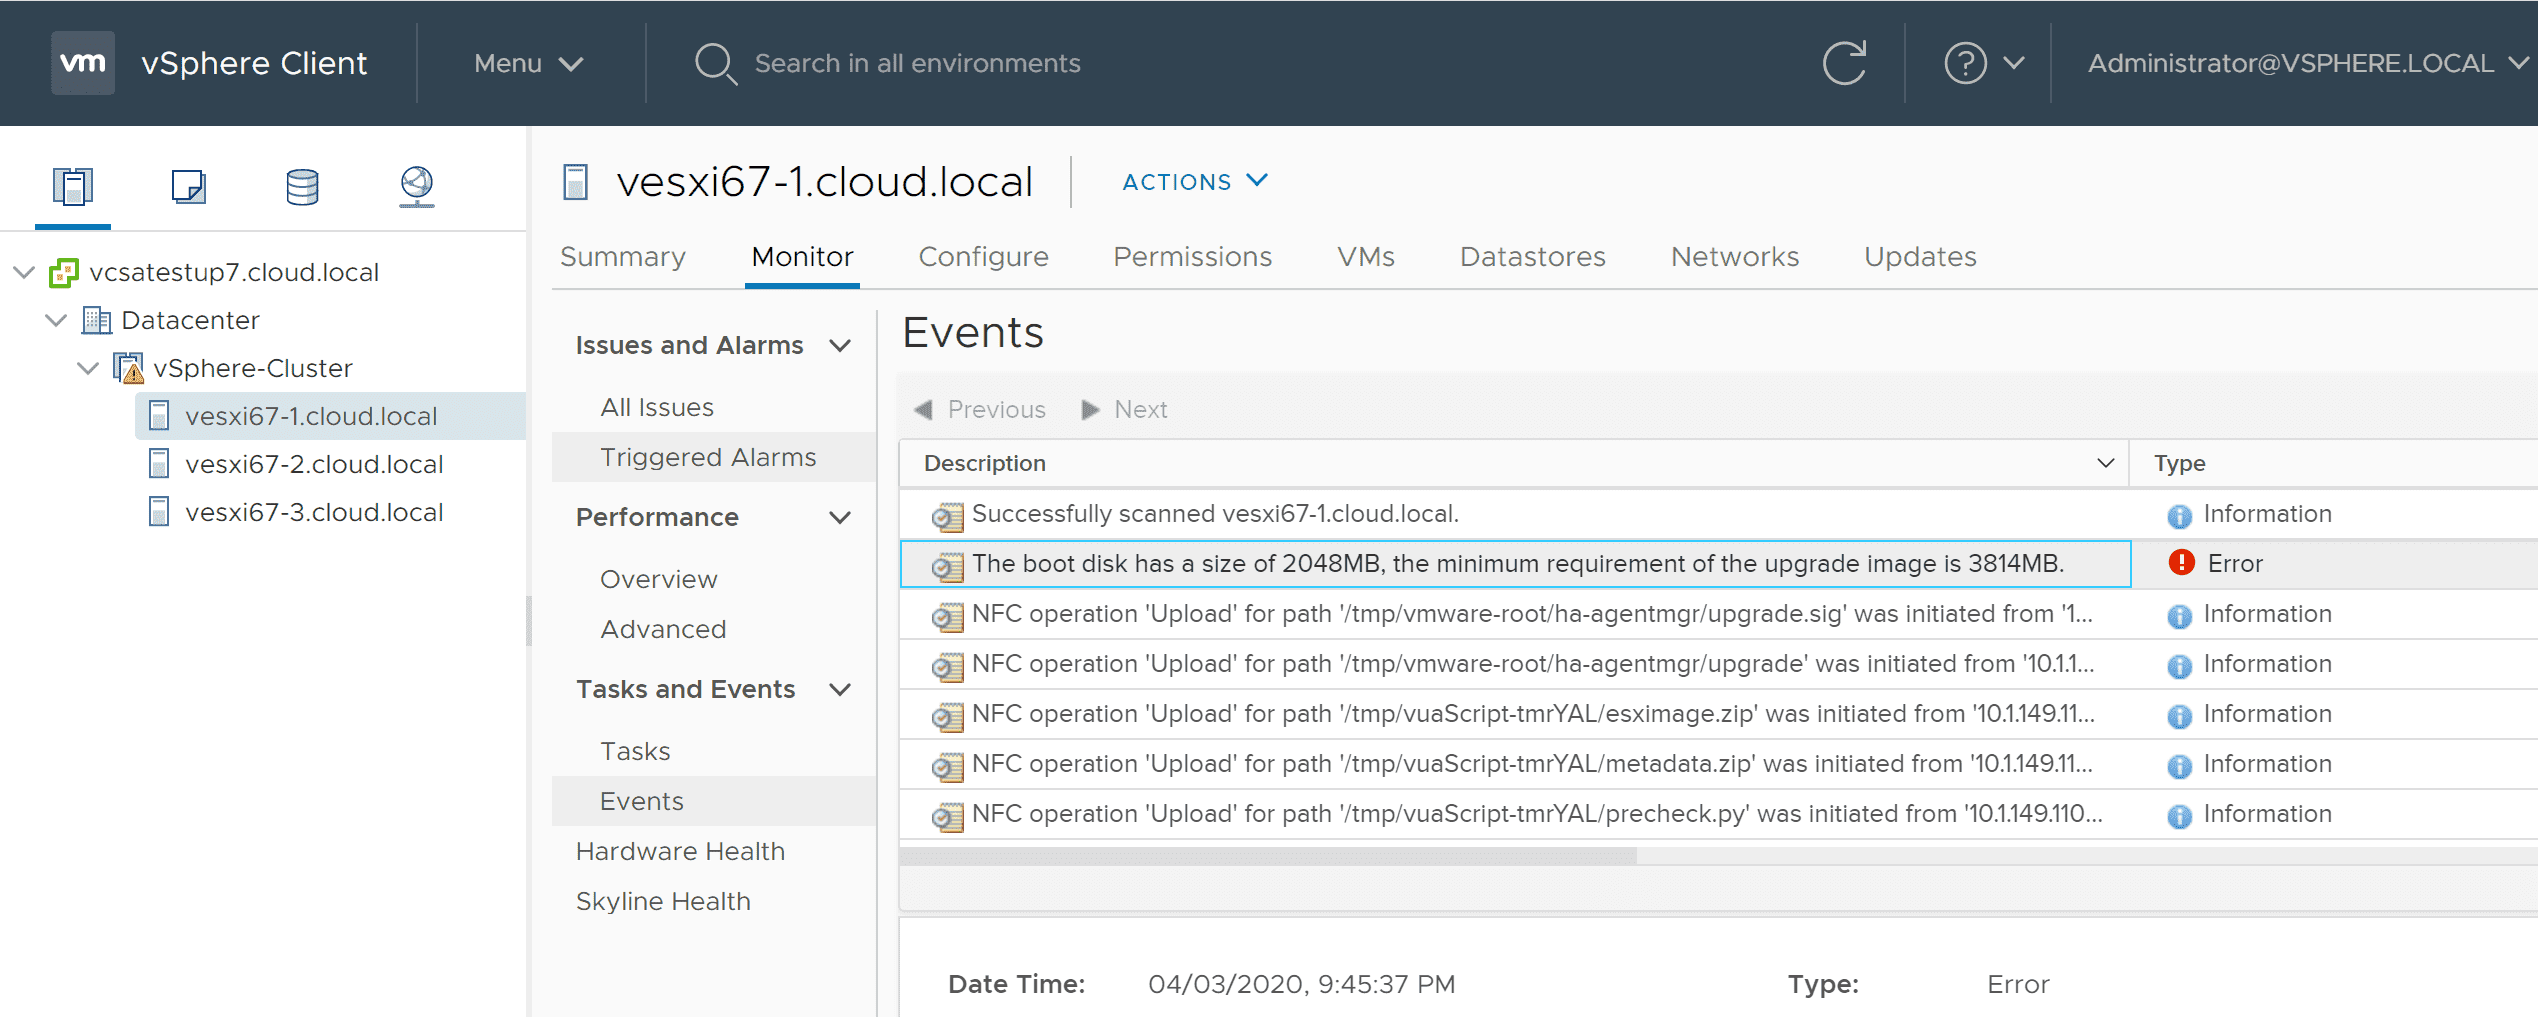 vm vSphere Client Menu Search in all environments ? Administrator@VSPHERE.LOCAL
vcsatestup7.cloud.local
Datacenter
vSphere-Cluster
vesxi67-1.cloud.local
vesxi67-2.cloud.local
vesxi67-3.cloud.local
vesxi67-1.cloud.local ACTIONS
Summary Monitor Configure Permissions VMs Datastores Networks Updates
Issues and Alarms
All Issues
Triggered Alarms
Performance
Overview
Advanced
Tasks and Events
Tasks
Events
Hardware Health
Skyline Health
Events
Previous Next
Description Type
Successfully scanned vesxi67-1.cloud.local. Information
The boot disk has a size of 2048MB, the minimum requirement of the upgrade image is 3814MB. Error
NFC operation 'Upload' for path '/tmp/vmware-root/ha-agentmgr/upgrade.sig' was initiated from '1... Information
NFC operation 'Upload' for path '/tmp/vmware-root/ha-agentmgr/upgrade' was initiated from '10.1.1... Information
NFC operation 'Upload' for path '/tmp/vuaScript-tmrYAL/esximage.zip' was initiated from '10.1.149.11... Information
NFC operation 'Upload' for path '/tmp/vuaScript-tmrYAL/metadata.zip' was initiated from '10.1.149.11... Information
NFC operation 'Upload' for path '/tmp/vuaScript-tmrYAL/precheck.py' was initiated from '10.1.149.110... Information
Date Time: 04/03/2020, 9:45:37 PM Type: Error